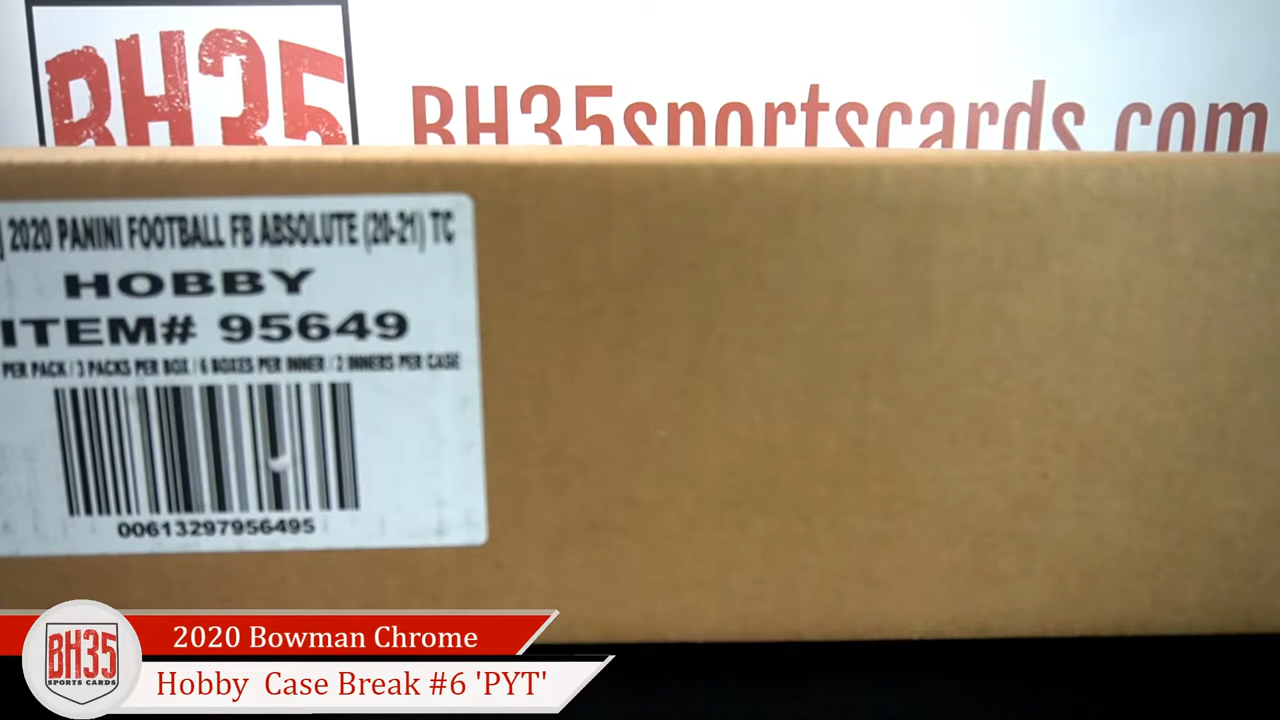 BH35
BH35sportscards.com
2020 PANINI FOOTBALL FB ABSOLUTE (20-21) TC
HOBBY
ITEM# 95649
PER PACK / 3 PACKS PER BOX / 6 BOXES PER INNER / 2 INNERS PER CASE
00613297956495
2020 Bowman Chrome
Hobby Case Break #6 'PYT'
BH35
SPORTS CARDS